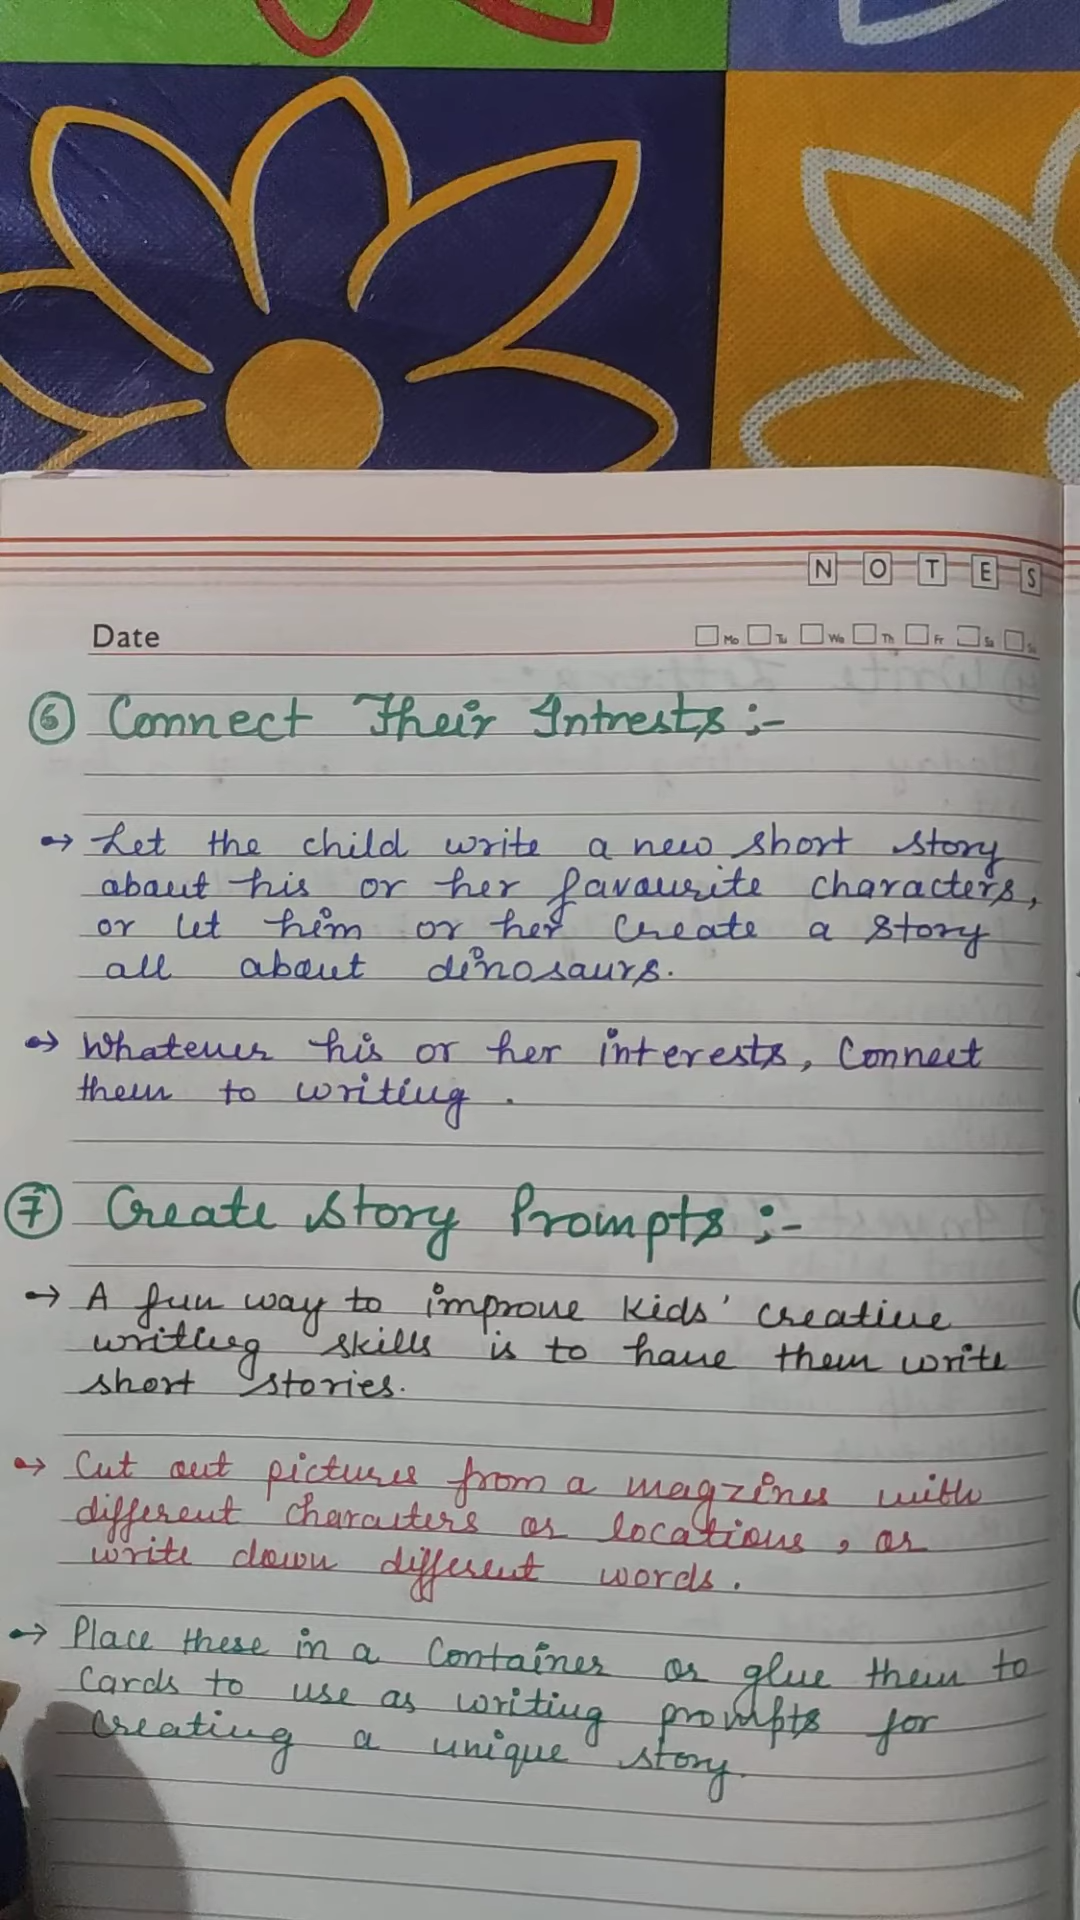 N O T E S
Date Mo Tu We Th Fr Sa Su
⑥ Connect Their Intrests :-
→ Let the child write a new short story
about his or her favourite characters,
or let him or her create a story
all about dinosaurs.
→ Whatever his or her interests, Connect
them to writing.
⑦ Create Story Prompts :-
→ A fun way to improve kids' creative
writing skills is to have them write
short stories.
→ Cut out pictures from a magzines with
different characters or locations, or
write down different words.
→ Place these in a Container or glue them to
Cards to use as writing prompts for
creating a unique story.